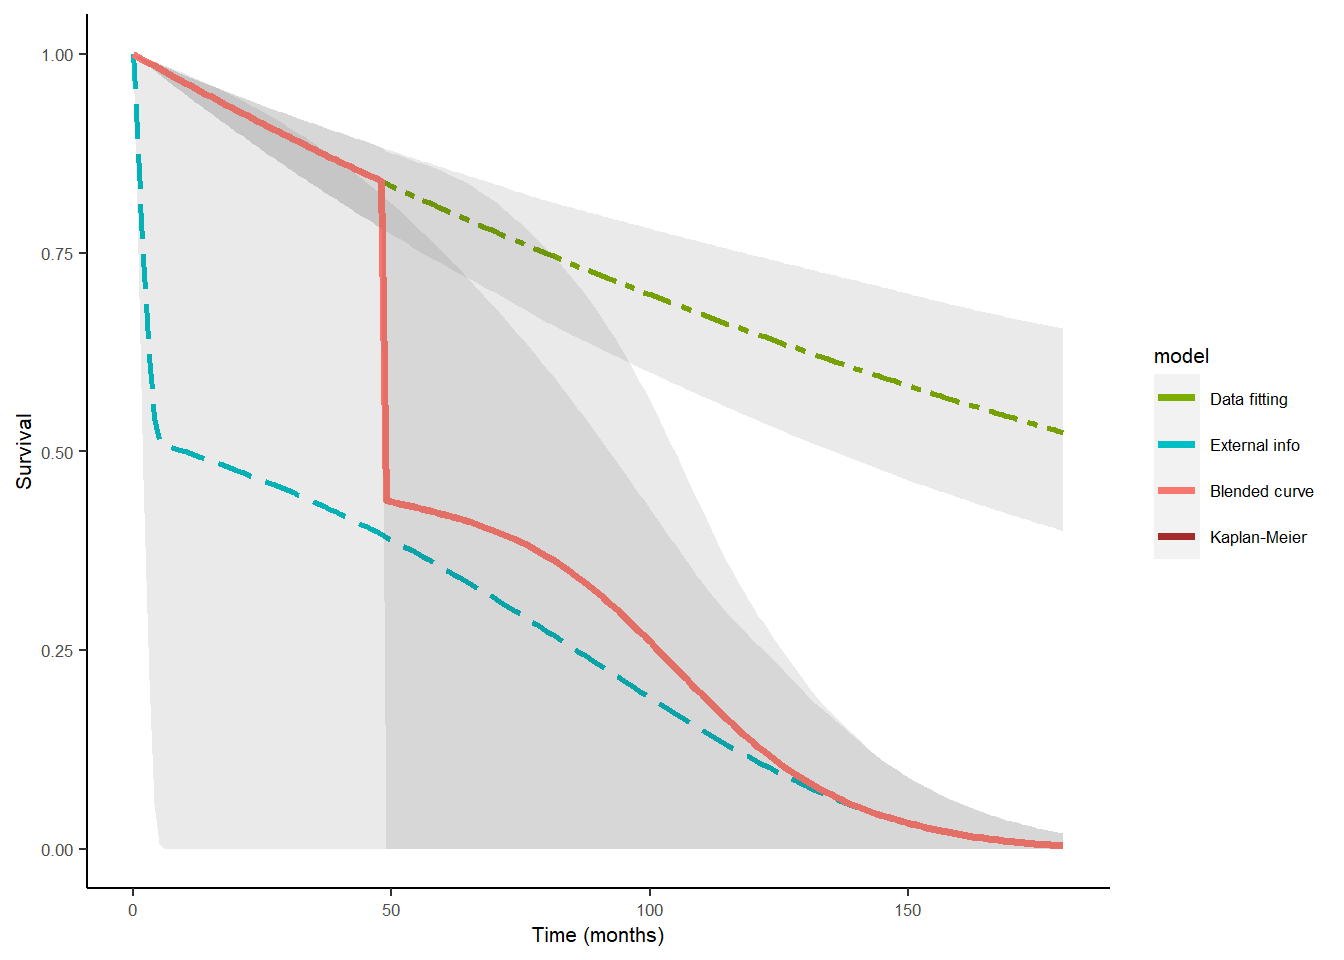 1.00
0.75
0.50
0.25
0.00
Survival
0
50
100
150
Time (months)
model
Data fitting
External info
Blended curve
Kaplan-Meier